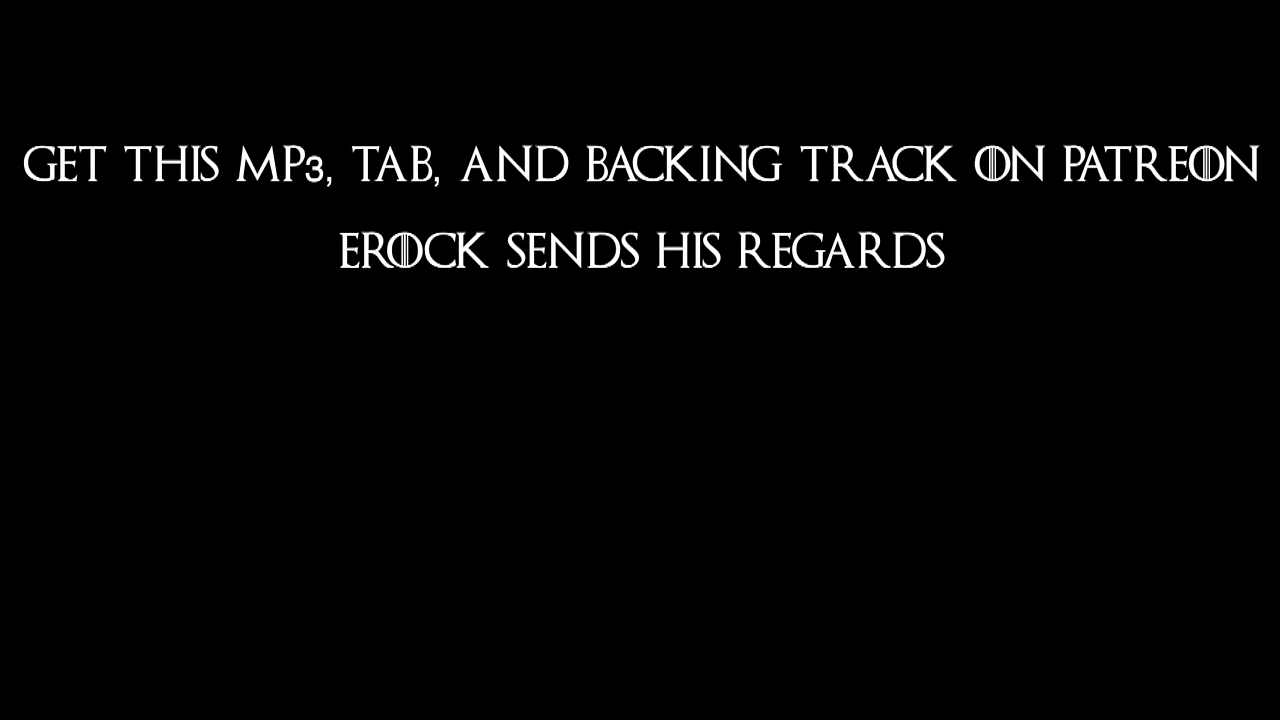 GET THIS MP3, TAB, AND BACKING TRACK ON PATREON
EROCK SENDS HIS REGARDS